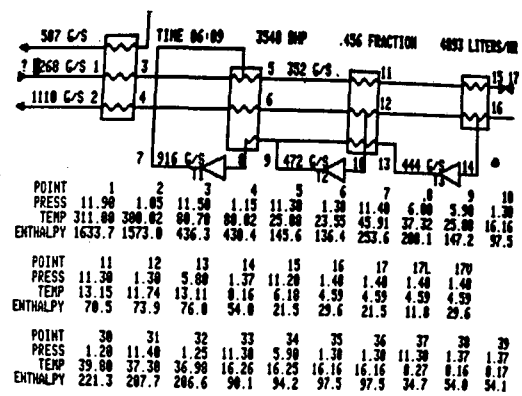 507 G/S TIME 06:09 3540 BHP .456 FRACTION 4093 LITERS/HR
? 268 G/S 1 3 5 352 G/S. 11 15 17
1110 G/S 2 4 6 12 16
7 916 G/S 8 9 472 G/S 10 13 444 G/S 14
T1 T2 T3
POINT 1 2 3 4 5 6 7 8 9 10
PRESS 11.90 1.05 11.50 1.15 11.30 1.30 11.40 6.00 5.90 1.30
TEMP 311.00 300.02 80.70 80.02 25.00 23.55 45.91 37.32 25.00 16.16
ENTHALPY 1633.7 1573.0 436.3 430.4 145.6 136.4 253.6 208.1 147.2 97.5
POINT 11 12 13 14 15 16 17 17L 17V
PRESS 11.30 1.30 5.80 1.37 11.20 1.40 1.40 1.40 1.40
TEMP 13.15 11.74 13.11 8.16 6.18 4.59 4.59 4.59 4.59
ENTHALPY 70.5 73.9 76.0 54.0 21.5 29.6 21.5 11.8 29.6
POINT 30 31 32 33 34 35 36 37 38 39
PRESS 1.20 11.40 1.25 11.30 5.90 1.30 1.30 11.30 1.37 1.37
TEMP 39.80 37.30 36.98 16.26 16.25 16.16 16.16 8.27 8.16 8.17
ENTHALPY 221.3 207.7 206.6 90.1 94.2 97.5 97.5 34.7 54.0 54.1